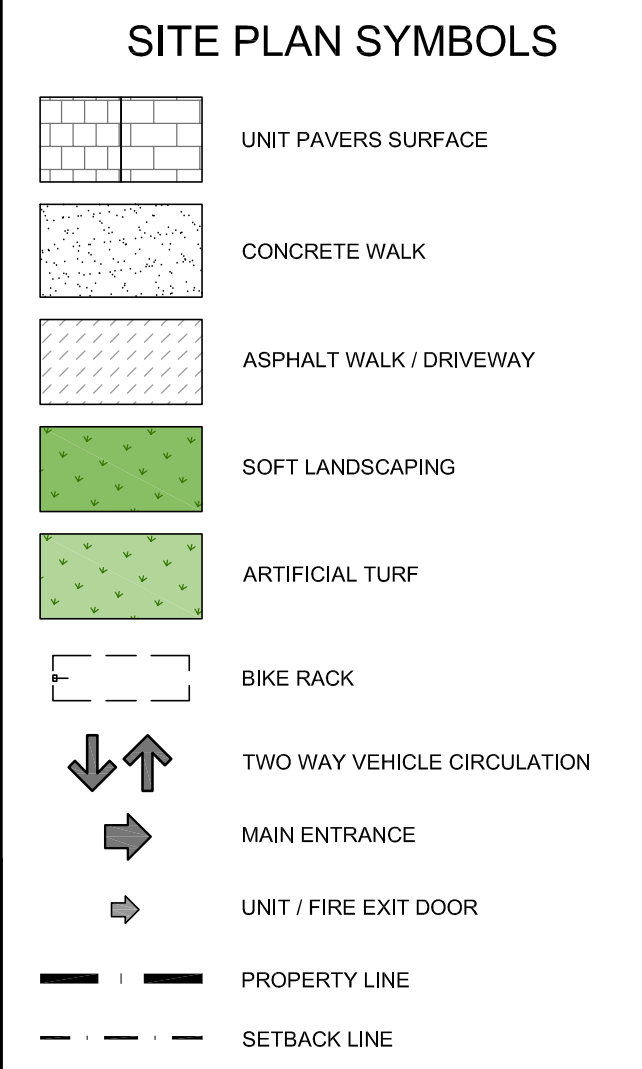 SITE PLAN SYMBOLS
UNIT PAVERS SURFACE
CONCRETE WALK
ASPHALT WALK / DRIVEWAY
SOFT LANDSCAPING
ARTIFICIAL TURF
BIKE RACK
TWO WAY VEHICLE CIRCULATION
MAIN ENTRANCE
UNIT / FIRE EXIT DOOR
PROPERTY LINE
SETBACK LINE